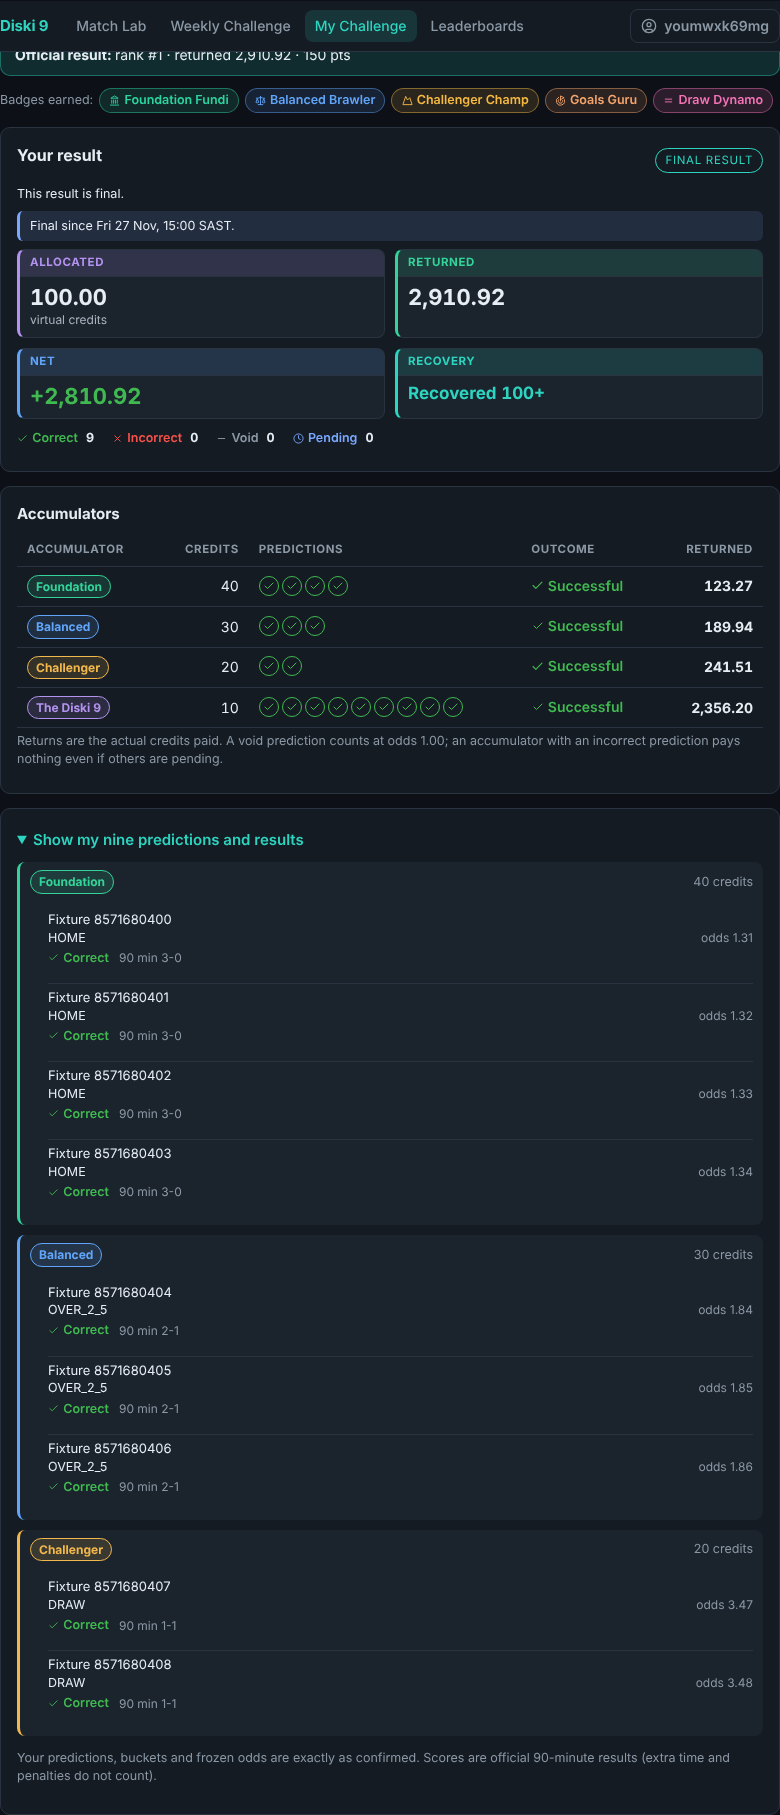 Diski 9 Match Lab Weekly Challenge My Challenge Leaderboards youmwxk69mg
Official result: rank #1 · returned 2,910.92 · 150 pts
Badges earned: Foundation Fundi Balanced Brawler Challenger Champ Goals Guru Draw Dynamo
Your result FINAL RESULT
This result is final.
Final since Fri 27 Nov, 15:00 SAST.
ALLOCATED RETURNED
100.00 2,910.92
virtual credits
NET RECOVERY
+2,810.92 Recovered 100+
Correct 9 Incorrect 0 Void 0 Pending 0
Accumulators
ACCUMULATOR CREDITS PREDICTIONS OUTCOME RETURNED
Foundation 40 Successful 123.27
Balanced 30 Successful 189.94
Challenger 20 Successful 241.51
The Diski 9 10 Successful 2,356.20
Returns are the actual credits paid. A void prediction counts at odds 1.00; an accumulator with an incorrect prediction pays
nothing even if others are pending.
Show my nine predictions and results
Foundation 40 credits
Fixture 8571680400
HOME odds 1.31
Correct 90 min 3-0
Fixture 8571680401
HOME odds 1.32
Correct 90 min 3-0
Fixture 8571680402
HOME odds 1.33
Correct 90 min 3-0
Fixture 8571680403
HOME odds 1.34
Correct 90 min 3-0
Balanced 30 credits
Fixture 8571680404
OVER_2_5 odds 1.84
Correct 90 min 2-1
Fixture 8571680405
OVER_2_5 odds 1.85
Correct 90 min 2-1
Fixture 8571680406
OVER_2_5 odds 1.86
Correct 90 min 2-1
Challenger 20 credits
Fixture 8571680407
DRAW odds 3.47
Correct 90 min 1-1
Fixture 8571680408
DRAW odds 3.48
Correct 90 min 1-1
Your predictions, buckets and frozen odds are exactly as confirmed. Scores are official 90-minute results (extra time and
penalties do not count).